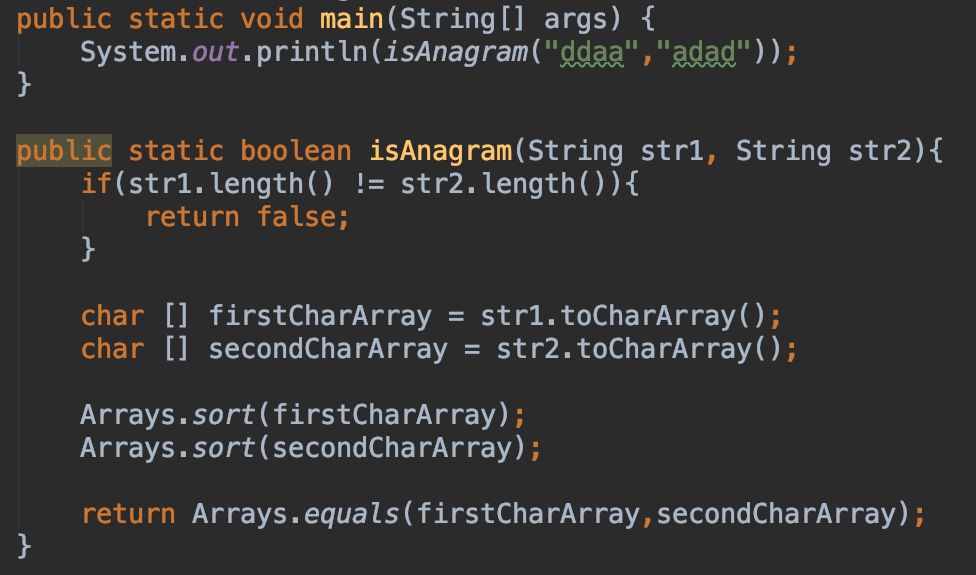 public static void main(String[] args) {
    System.out.println(isAnagram("ddaa","adad"));
}
public static boolean isAnagram(String str1, String str2){
    if(str1.length() != str2.length()){
        return false;
    }
    char [] firstCharArray = str1.toCharArray();
    char [] secondCharArray = str2.toCharArray();
    Arrays.sort(firstCharArray);
    Arrays.sort(secondCharArray);
    return Arrays.equals(firstCharArray,secondCharArray);
}